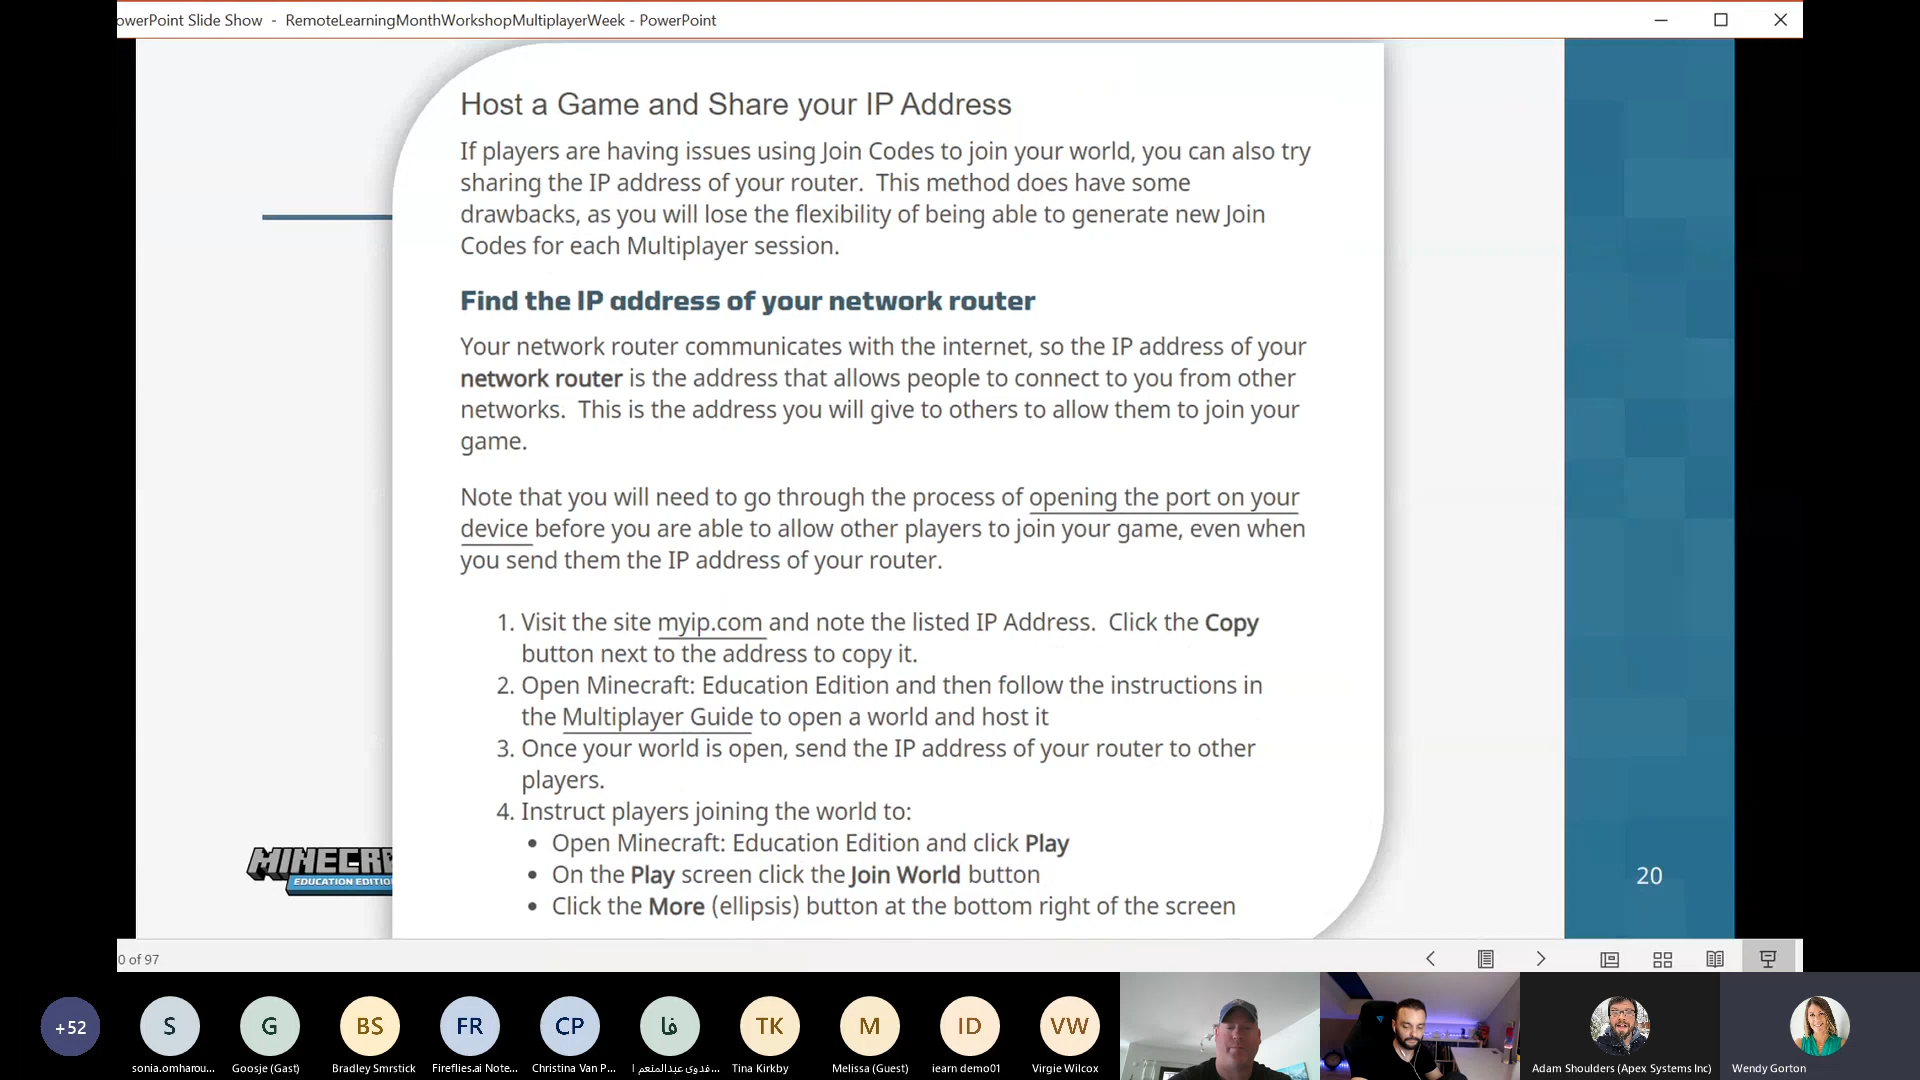 owerPoint Slide Show - RemoteLearningMonthWorkshopMultiplayerWeek - PowerPoint
Host a Game and Share your IP Address
If players are having issues using Join Codes to join your world, you can also try
sharing the IP address of your router. This method does have some
drawbacks, as you will lose the flexibility of being able to generate new Join
Codes for each Multiplayer session.
Find the IP address of your network router
Your network router communicates with the internet, so the IP address of your
network router is the address that allows people to connect to you from other
networks. This is the address you will give to others to allow them to join your
game.
Note that you will need to go through the process of opening the port on your
device before you are able to allow other players to join your game, even when
you send them the IP address of your router.
1. Visit the site myip.com and note the listed IP Address. Click the Copy
button next to the address to copy it.
2. Open Minecraft: Education Edition and then follow the instructions in
the Multiplayer Guide to open a world and host it
3. Once your world is open, send the IP address of your router to other
players.
4. Instruct players joining the world to:
• Open Minecraft: Education Edition and click Play
• On the Play screen click the Join World button
• Click the More (ellipsis) button at the bottom right of the screen
MINECR
EDUCATION EDITIO
20
0 of 97
+52
S
G
BS
FR
CP
فا
TK
M
ID
VW
sonia.omharou...
Goosje (Gast)
Bradley Smrstick
Fireflies.ai Note...
Christina Van P...
فدوى عبدالمنعم ا...
Tina Kirkby
Melissa (Guest)
iearn demo01
Virgie Wilcox
Adam Shoulders (Apex Systems Inc)
Wendy Gorton